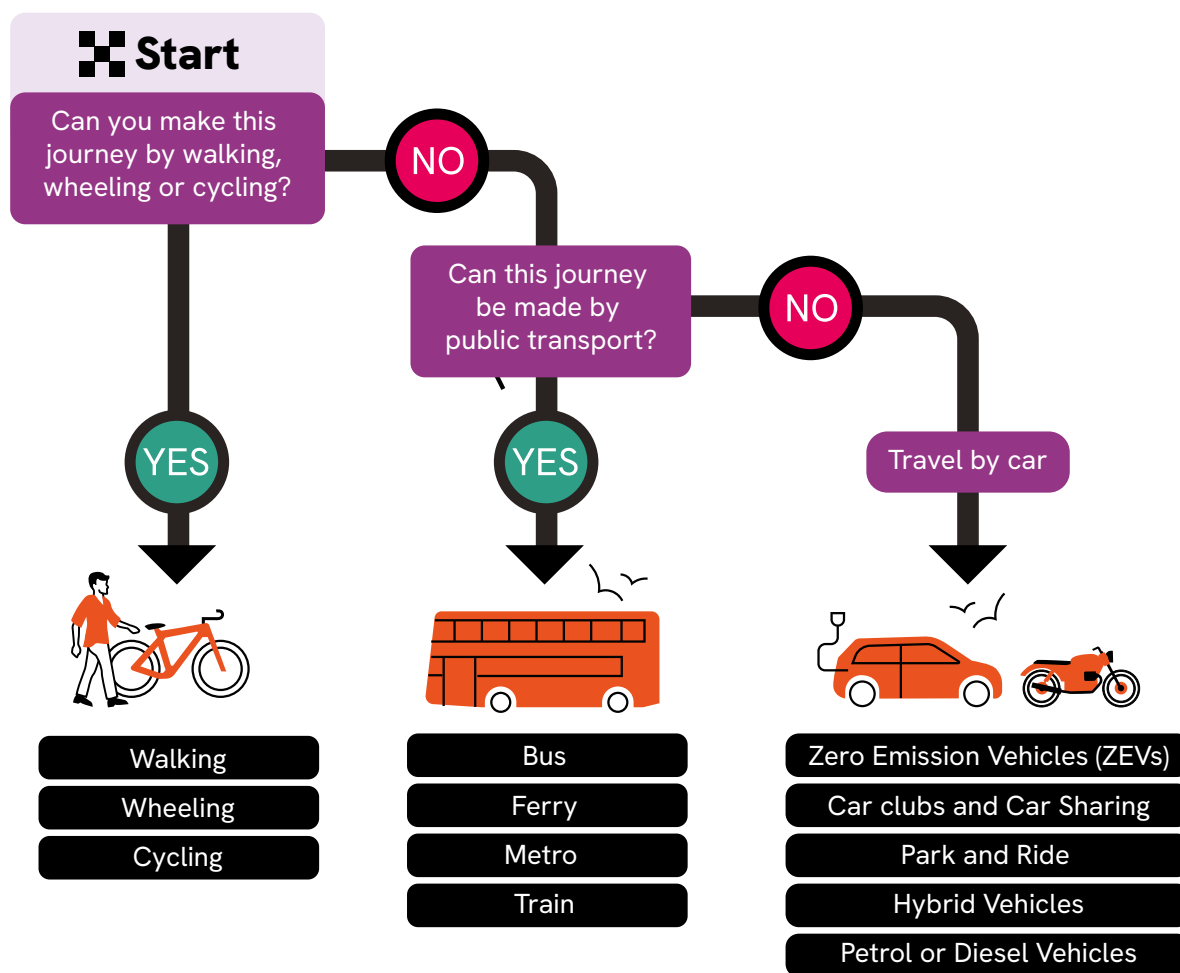 Start
Can you make this
journey by walking,
wheeling or cycling?
NO
Can this journey
be made by
public transport?
NO
YES
YES
Travel by car
Walking
Wheeling
Cycling
Bus
Ferry
Metro
Train
Zero Emission Vehicles (ZEVs)
Car clubs and Car Sharing
Park and Ride
Hybrid Vehicles
Petrol or Diesel Vehicles